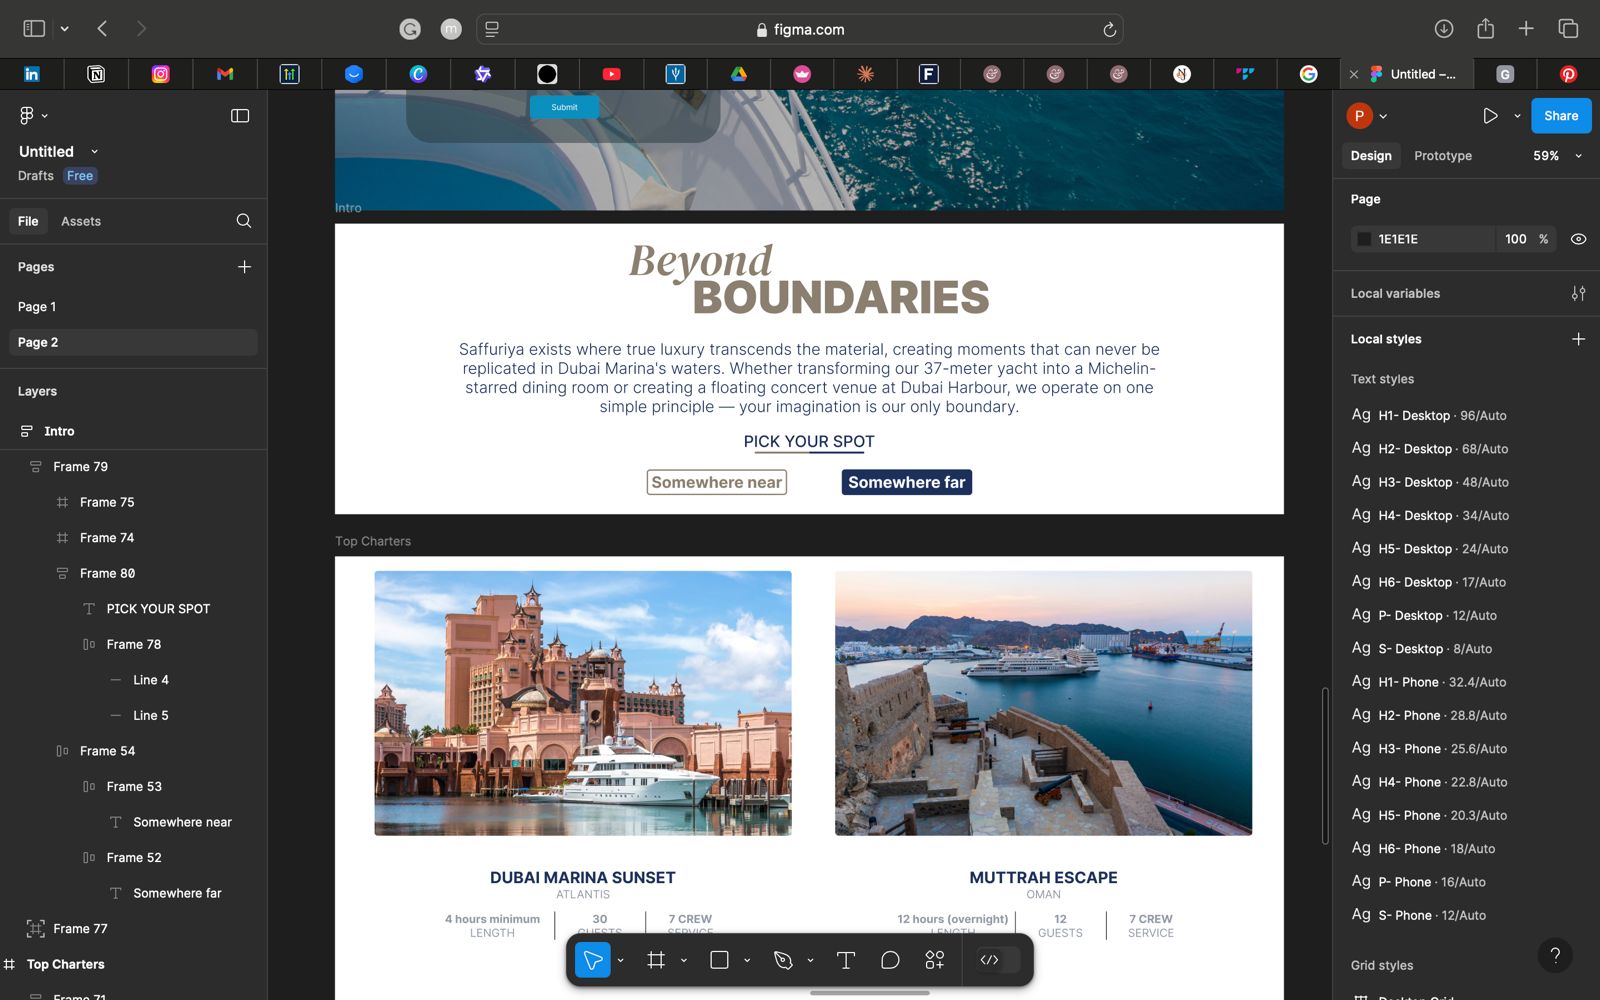 figma.com
Untitled –...
Untitled
Drafts Free
File Assets
Pages
Page 1
Page 2
Layers
Intro
Frame 79
Frame 75
Frame 74
Frame 80
PICK YOUR SPOT
Frame 78
Line 4
Line 5
Frame 54
Frame 53
Somewhere near
Frame 52
Somewhere far
Frame 77
Top Charters
Frame 71
Submit
Intro
Beyond
BOUNDARIES
Saffuriya exists where true luxury transcends the material, creating moments that can never be
replicated in Dubai Marina's waters. Whether transforming our 37-meter yacht into a Michelin-
starred dining room or creating a floating concert venue at Dubai Harbour, we operate on one
simple principle — your imagination is our only boundary.
PICK YOUR SPOT
Somewhere near Somewhere far
Top Charters
DUBAI MARINA SUNSET
ATLANTIS
4 hours minimum 30 7 CREW
LENGTH GUESTS SERVICE
MUTTRAH ESCAPE
OMAN
12 hours (overnight) 12 7 CREW
LENGTH GUESTS SERVICE
P
Share
Design Prototype 59%
Page
1E1E1E 100 %
Local variables
Local styles
Text styles
Ag H1- Desktop · 96/Auto
Ag H2- Desktop · 68/Auto
Ag H3- Desktop · 48/Auto
Ag H4- Desktop · 34/Auto
Ag H5- Desktop · 24/Auto
Ag H6- Desktop · 17/Auto
Ag P- Desktop · 12/Auto
Ag S- Desktop · 8/Auto
Ag H1- Phone · 32.4/Auto
Ag H2- Phone · 28.8/Auto
Ag H3- Phone · 25.6/Auto
Ag H4- Phone · 22.8/Auto
Ag H5- Phone · 20.3/Auto
Ag H6- Phone · 18/Auto
Ag P- Phone · 16/Auto
Ag S- Phone · 12/Auto
Grid styles
Desktop Grid
?